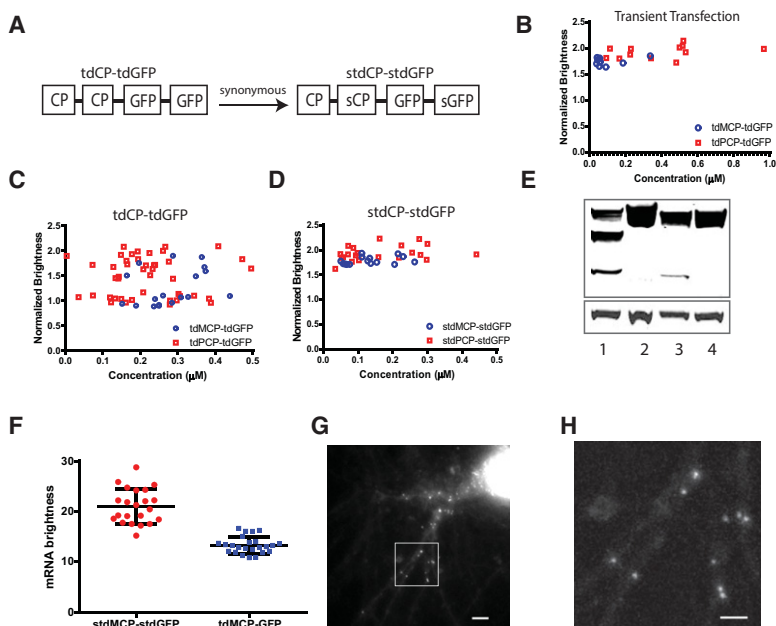 A
tdCP-tdGFP
CP CP GFP GFP
synonymous
stdCP-stdGFP
CP sCP GFP sGFP
B
Transient Transfection
Normalized Brightness
2.5
2.0
1.5
1.0
0.0 0.2 0.4 0.6 0.8 1.0
Concentration (µM)
tdMCP-tdGFP
tdPCP-tdGFP
C
tdCP-tdGFP
Normalized Brightness
2.5
2.0
1.5
1.0
0.5
0.0
0.0 0.1 0.2 0.3 0.4 0.5
Concentration (µM)
tdMCP-tdGFP
tdPCP-tdGFP
D
stdCP-stdGFP
Normalized Brightness
2.5
2.0
1.5
1.0
0.5
0.0
0.0 0.1 0.2 0.3 0.4 0.5
Concentration (µM)
stdMCP-stdGFP
stdPCP-stdGFP
E
1 2 3 4
F
mRNA brightness
30
20
10
0
stdMCP-stdGFP tdMCP-GFP
G
H